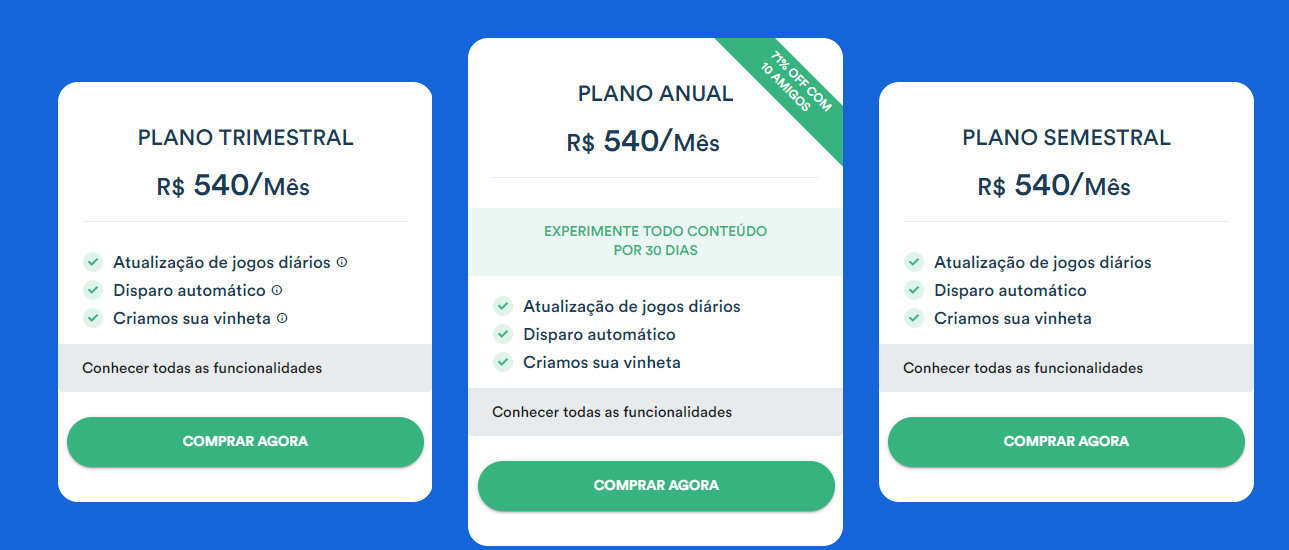 PLANO TRIMESTRAL
R$ 540/Mês
Atualização de jogos diários
Disparo automático
Criamos sua vinheta
Conhecer todas as funcionalidades
COMPRAR AGORA
71% OFF COM
10 AMIGOS
PLANO ANUAL
R$ 540/Mês
EXPERIMENTE TODO CONTEÚDO
POR 30 DIAS
Atualização de jogos diários
Disparo automático
Criamos sua vinheta
Conhecer todas as funcionalidades
COMPRAR AGORA
PLANO SEMESTRAL
R$ 540/Mês
Atualização de jogos diários
Disparo automático
Criamos sua vinheta
Conhecer todas as funcionalidades
COMPRAR AGORA